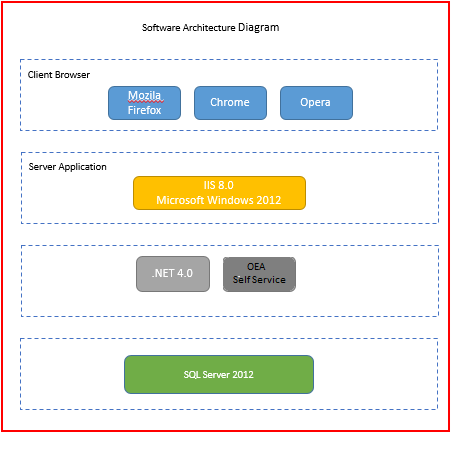 Software Architecture Diagram
Client Browser
Mozila
Firefox
Chrome
Opera
Server Application
IIS 8.0
Microsoft Windows 2012
.NET 4.0
OEA
Self Service
SQL Server 2012